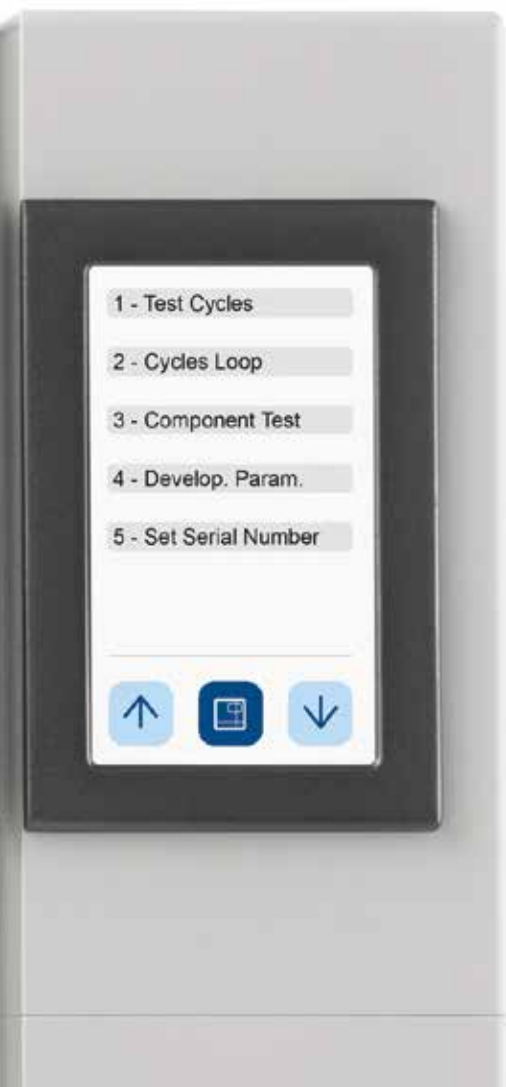 1 - Test Cycles
2 - Cycles Loop
3 - Component Test
4 - Develop. Param.
5 - Set Serial Number